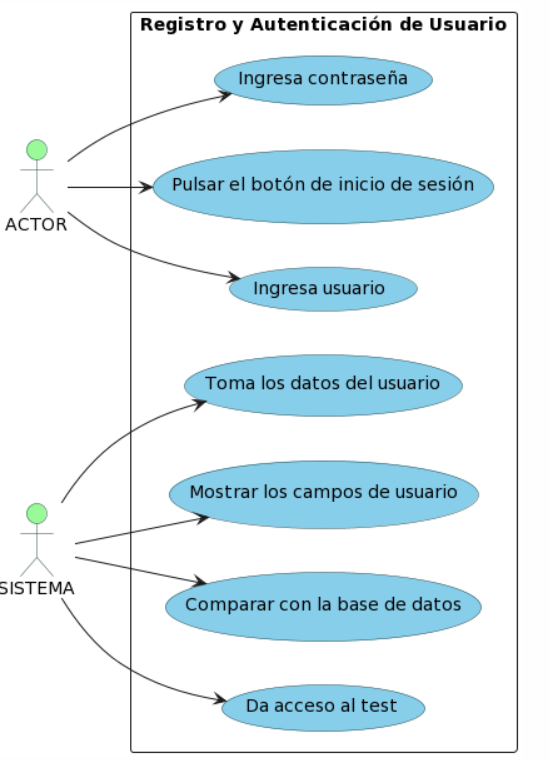 Registro y Autenticación de Usuario
Ingresa contraseña
Pulsar el botón de inicio de sesión
ACTOR
Ingresa usuario
Toma los datos del usuario
Mostrar los campos de usuario
SISTEMA
Comparar con la base de datos
Da acceso al test